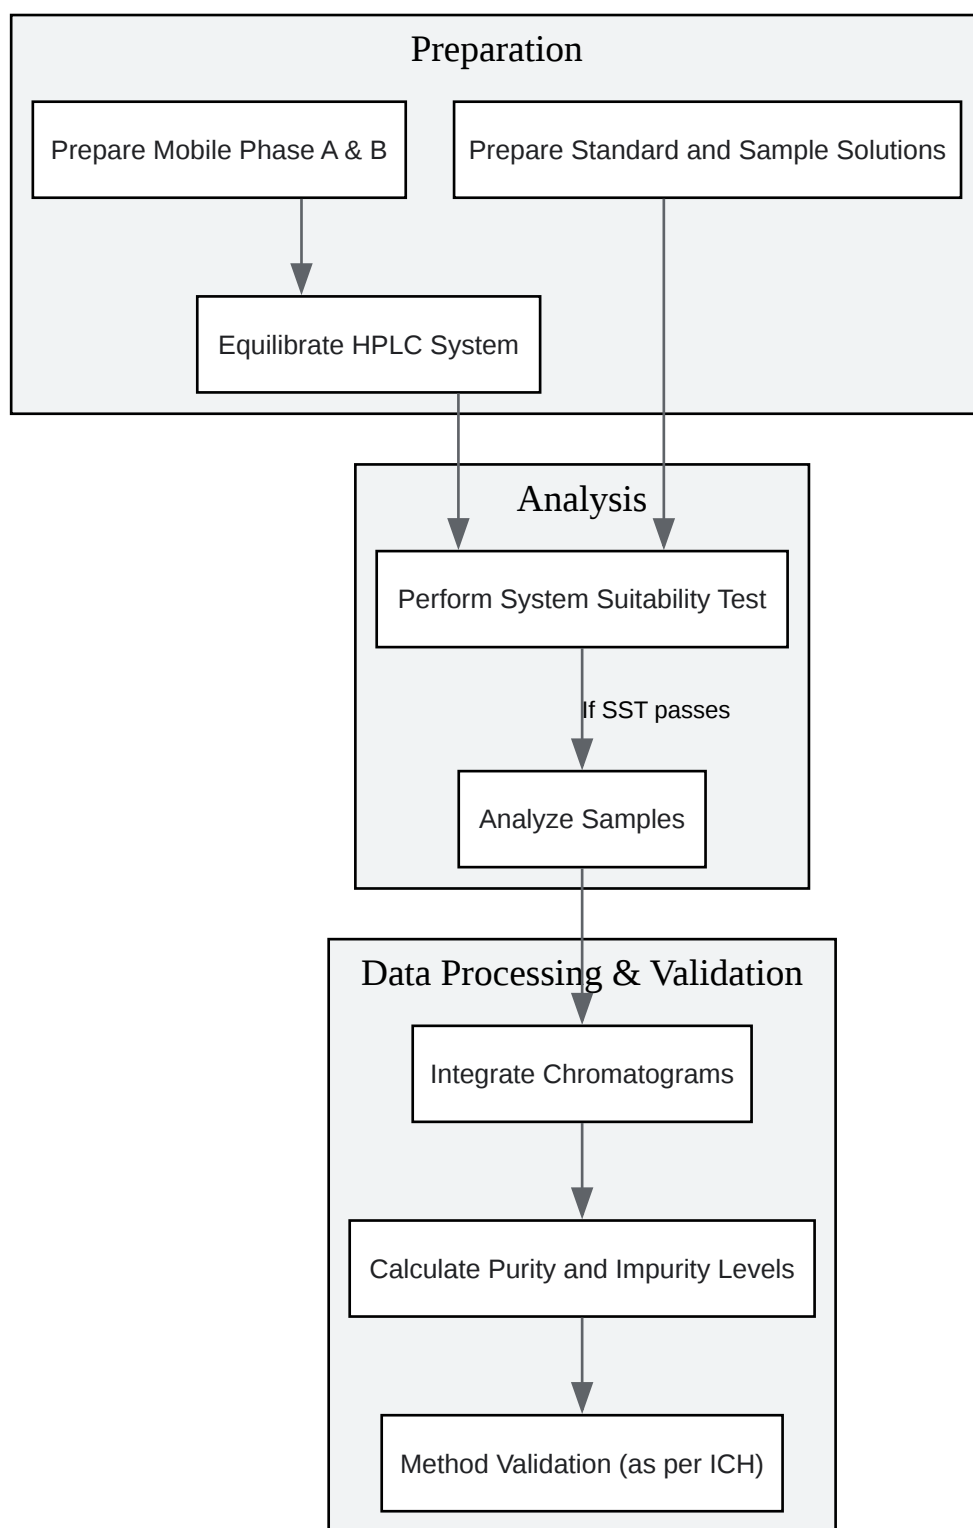 Preparation
Prepare Mobile Phase A & B
Prepare Standard and Sample Solutions
Equilibrate HPLC System
Analysis
Perform System Suitability Test
If SST passes
Analyze Samples
Data Processing & Validation
Integrate Chromatograms
Calculate Purity and Impurity Levels
Method Validation (as per ICH)